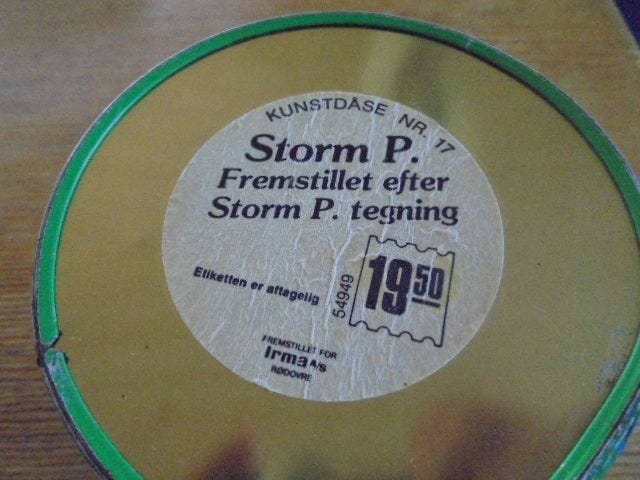 KUNSTDÅSE NR. 17
Storm P.
Fremstillet efter
Storm P. tegning
Etiketten er aftagelig
54949
19 50
FREMSTILLET FOR
Irma A/S
RØDOVRE